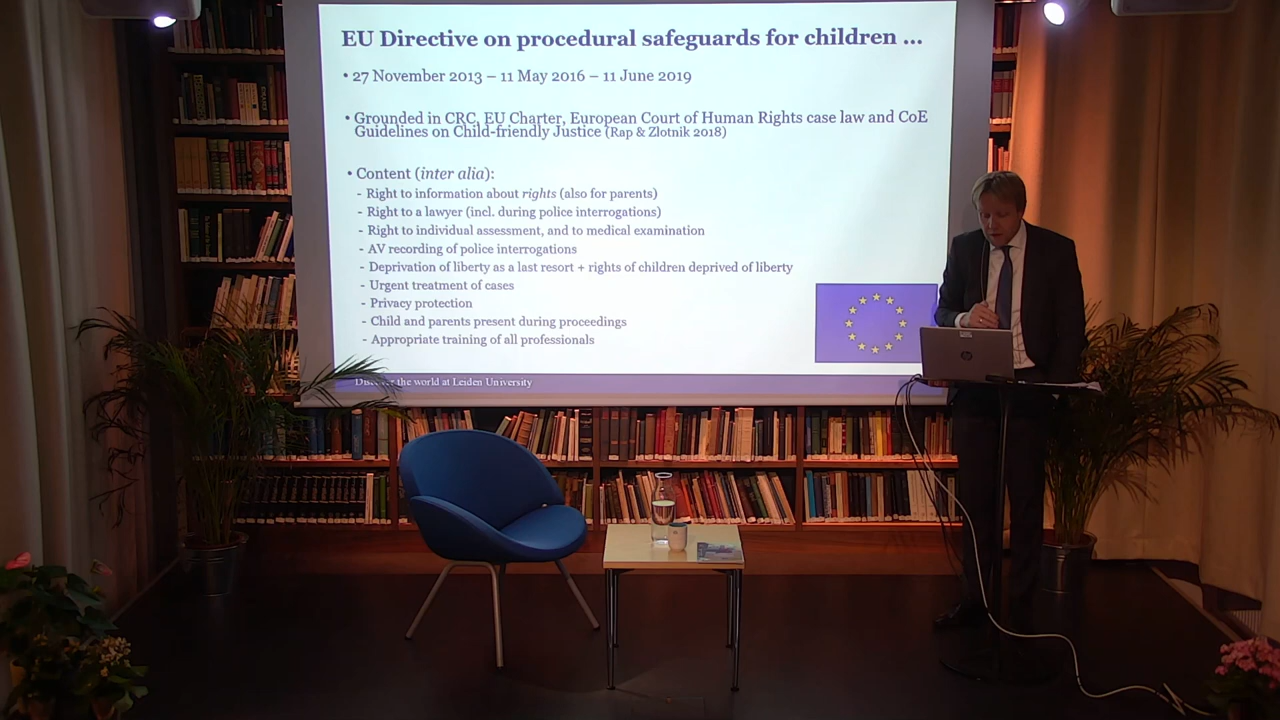 EU Directive on procedural safeguards for children ...
• 27 November 2013 – 11 May 2016 – 11 June 2019
• Grounded in CRC, EU Charter, European Court of Human Rights case law and CoE
Guidelines on Child-friendly Justice (Rap & Zlotnik 2018)
• Content (inter alia):
- Right to information about rights (also for parents)
- Right to a lawyer (incl. during police interrogations)
- Right to individual assessment, and to medical examination
- AV recording of police interrogations
- Deprivation of liberty as a last resort + rights of children deprived of liberty
- Urgent treatment of cases
- Privacy protection
- Child and parents present during proceedings
- Appropriate training of all professionals
Discover the world at Leiden University
hp